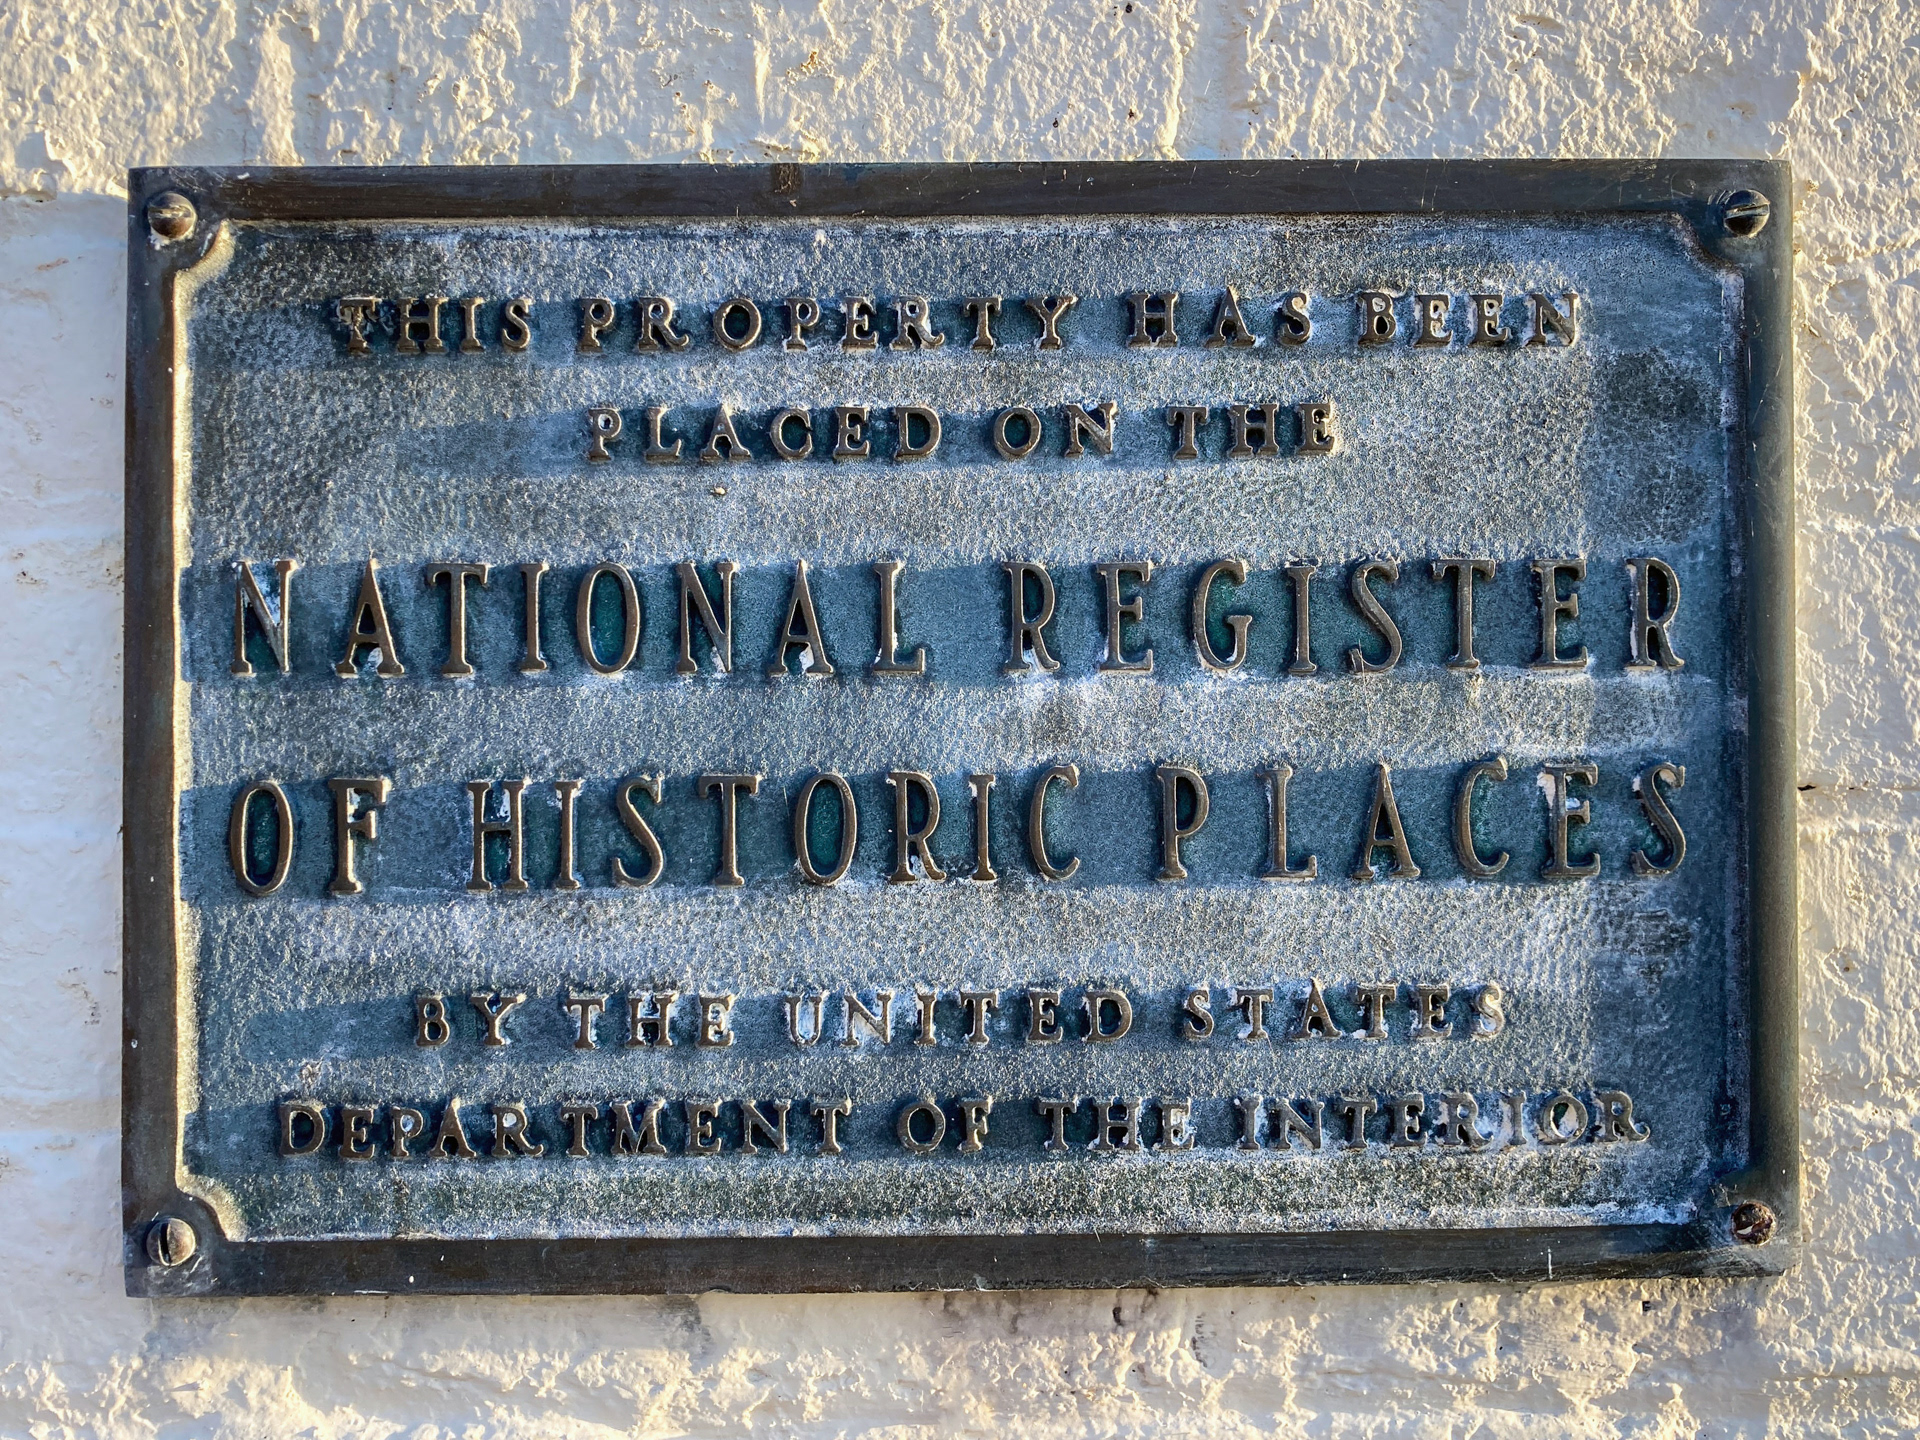 THIS PROPERTY HAS BEEN
PLACED ON THE
NATIONAL REGISTER
OF HISTORIC PLACES
BY THE UNITED STATES
DEPARTMENT OF THE INTERIOR